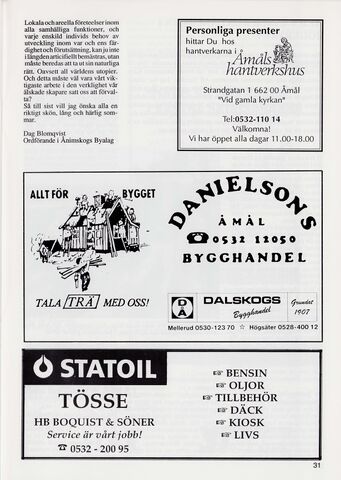 Lokala och areella företeelser inom
alla samhälliga funktioner, och
varje enskild individs behov av
utveckling inom var och ens fär-
dighet och förutsättning, kan ju inte
i längden artificiellt bemästras, utan
måste beredas att ta ut sin naturliga
rätt. Oavsett all världens utopier.
Och detta måste väl vara vårt vik-
tigaste arbete i den verklighet vår
älskade skapare satt oss att förval-
ta?
Så till sist vill jag önska alla en
riktigt skön, lång och härlig som-
mar.
Dag Blomqvist
Ordförande i Ånimskogs Byalag
Personliga presenter
hittar Du hos
hantverkarna i
Åmåls
hantverkshus
Strandgatan 1 662 00 Åmål
"Vid gamla kyrkan"
Tel:0532-110 14
Välkomna!
Vi har öppet alla dagar 11.00-18.00
ALLT FÖR BYGGET
TALA TRÄ MED OSS!
DANIELSONS
ÅMÅL
☎ 0532 12050
BYGGHANDEL
DA
DALSKOGS
Bygghandel
Grundat
1907
Mellerud 0530-123 70 ☆ Högsäter 0528-400 12
STATOIL
TÖSSE
HB BOQUIST & SÖNER
Service är vårt jobb!
☎ 0532 - 200 95
☞ BENSIN
☞ OLJOR
☞ TILLBEHÖR
☞ DÄCK
☞ KIOSK
☞ LIVS
31